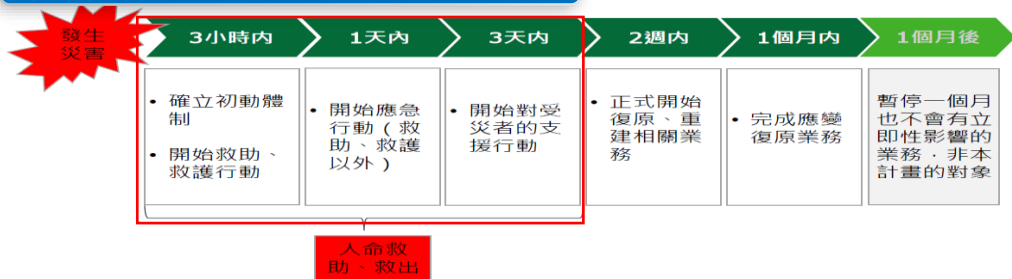 發生
災害
3小時內
1天內
3天內
2週內
1個月內
1個月後
• 確立初動體
制
• 開始救助、
救護行動
• 開始應急
行動(救
助、救護
以外)
• 開始對受
災者的支
援行動
• 正式開始
復原、重
建相關業
務
• 完成應變
復原業務
暫停一個月
也不會有立
即性影響的
業務，非本
計畫的對象
人命救
助、救出